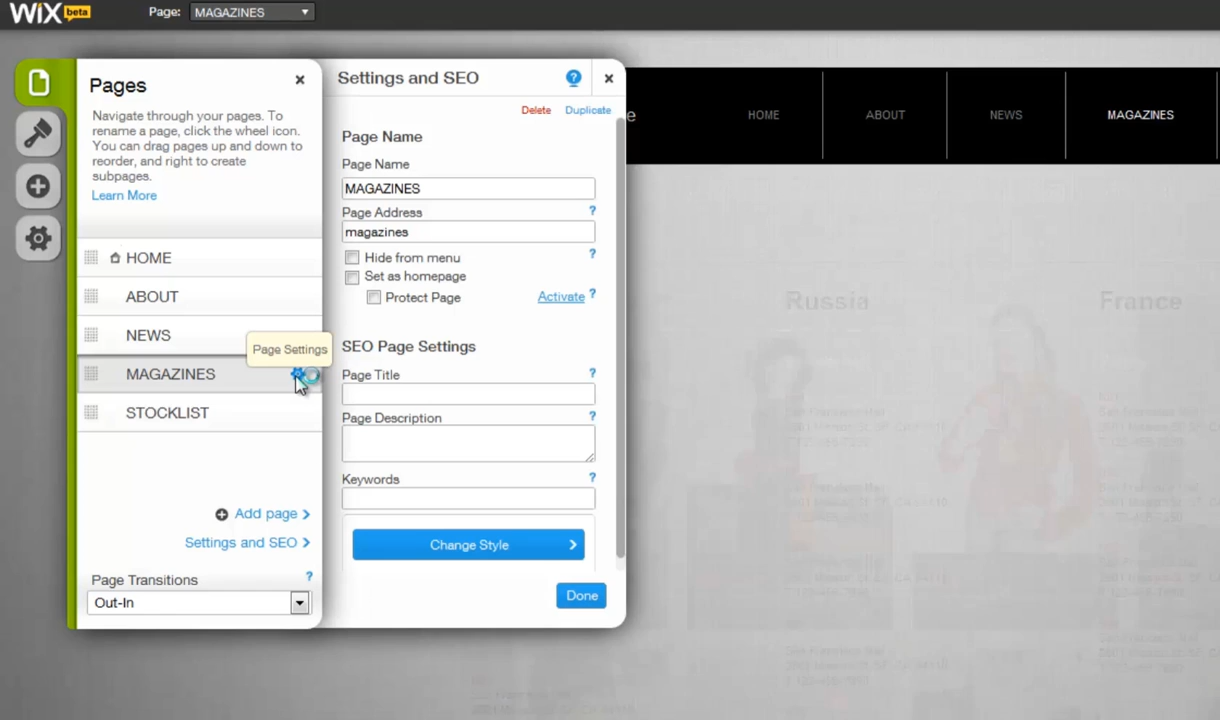 WiX beta
Page: MAGAZINES
Pages
Navigate through your pages. To
rename a page, click the wheel icon.
You can drag pages up and down to
reorder, and right to create
subpages.
Learn More
HOME
ABOUT
NEWS
Page Settings
MAGAZINES
STOCKLIST
Add page
Settings and SEO
Page Transitions
?
Out-In
Settings and SEO
?
Delete Duplicate
Page Name
Page Name
MAGAZINES
Page Address
?
magazines
Hide from menu
?
Set as homepage
Protect Page
Activate
?
SEO Page Settings
Page Title
?
Page Description
?
Keywords
?
Change Style
Done
e
HOME
ABOUT
NEWS
MAGAZINES
Russia
France